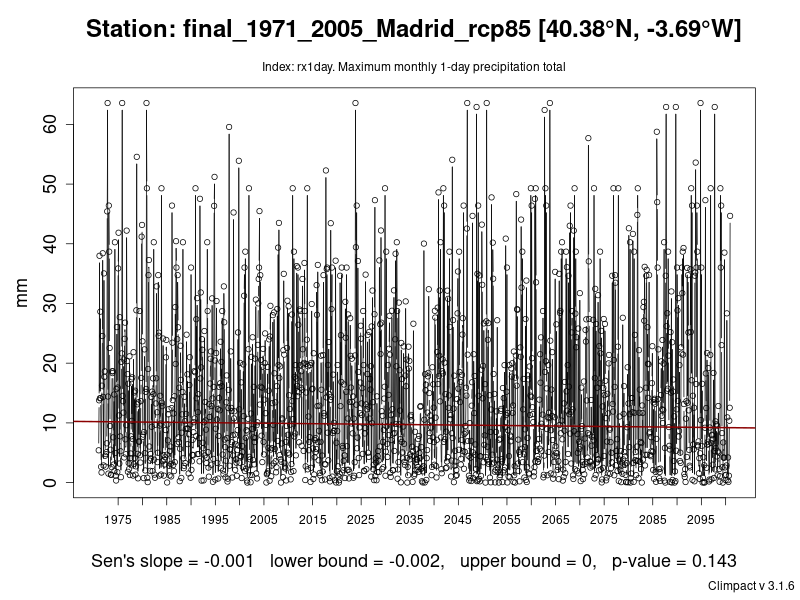 Station: final_1971_2005_Madrid_rcp85 [40.38°N, -3.69°W]
Index: rx1day. Maximum monthly 1-day precipitation total
mm
60
50
40
30
20
10
0
1975 1985 1995 2005 2015 2025 2035 2045 2055 2065 2075 2085 2095
Sen's slope = -0.001 lower bound = -0.002, upper bound = 0, p-value = 0.143
Climpact v 3.1.6